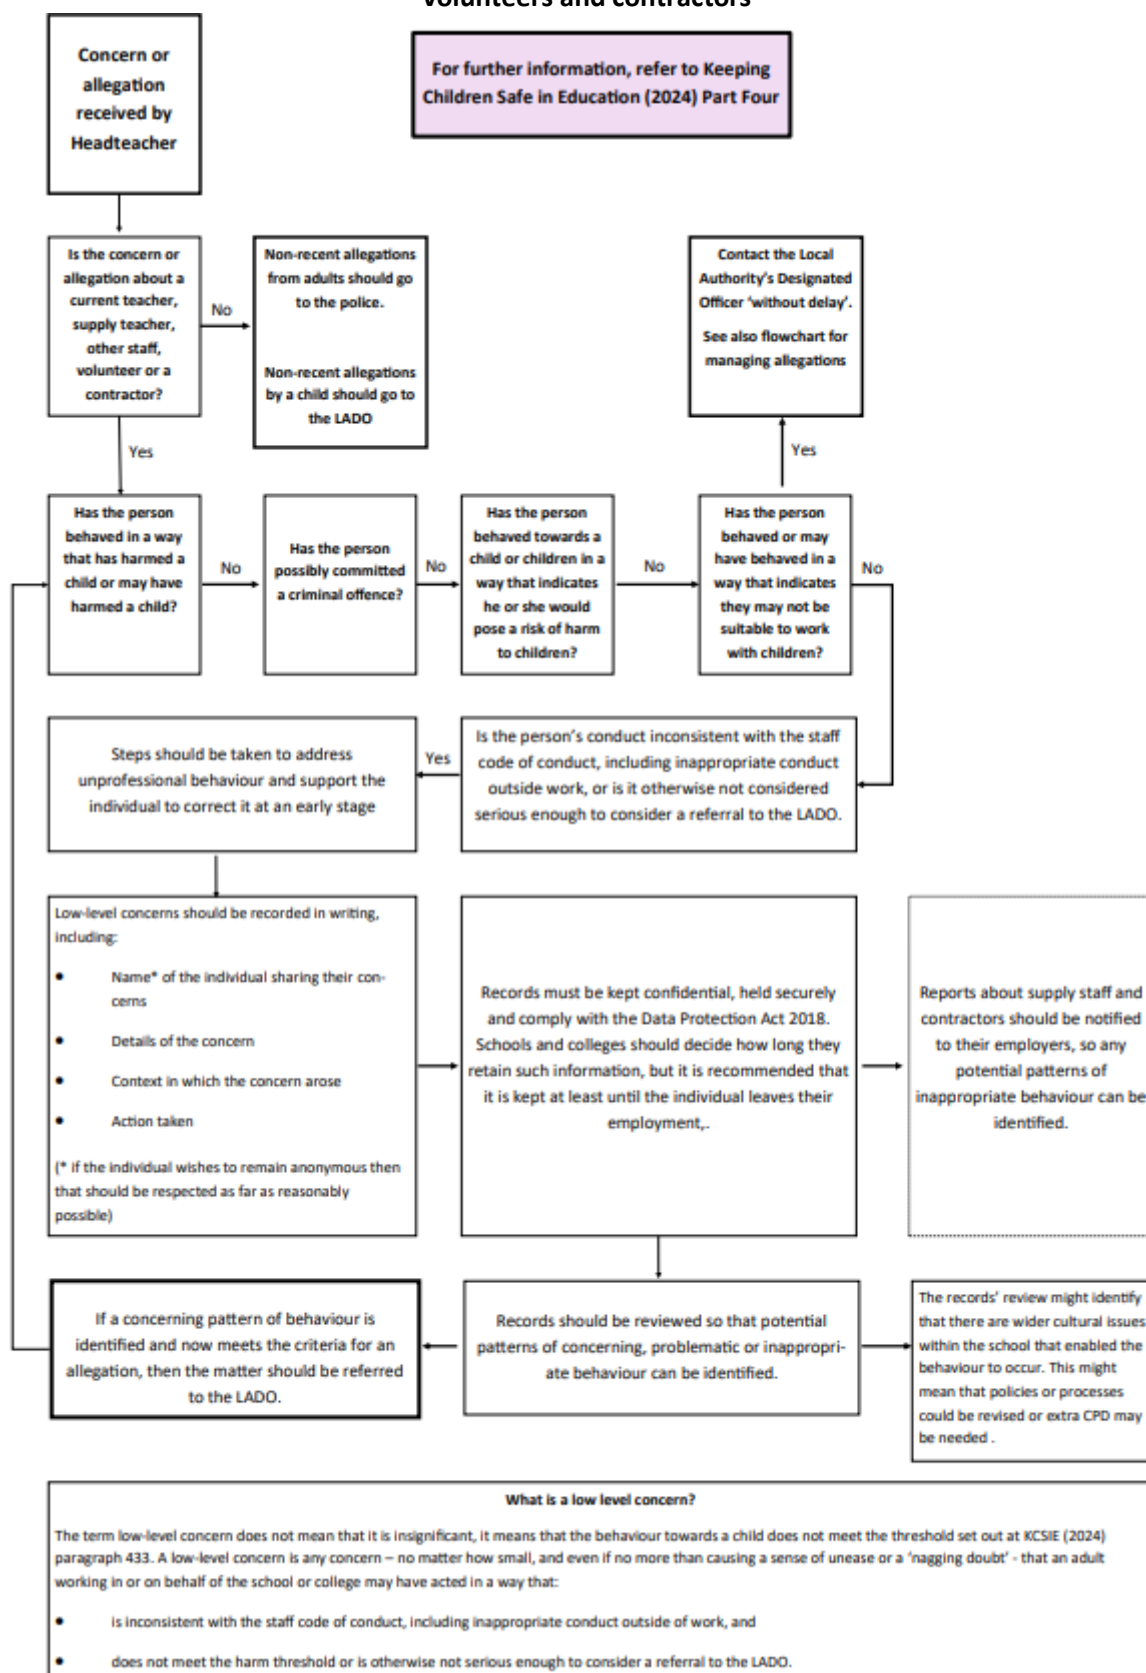 volunteers and contractors
Concern or
allegation
received by
Headteacher
For further information, refer to Keeping
Children Safe in Education (2024) Part Four
Is the concern or
allegation about a
current teacher,
supply teacher,
other staff,
volunteer or a
contractor?
No
Non-recent allegations
from adults should go
to the police.
Non-recent allegations
by a child should go to
the LADO
Contact the Local
Authority's Designated
Officer 'without delay'.
See also flowchart for
managing allegations
Yes
Yes
Has the person
behaved in a way
that has harmed a
child or may have
harmed a child?
No
Has the person
possibly committed
a criminal offence?
No
Has the person
behaved towards a
child or children in a
way that indicates
he or she would
pose a risk of harm
to children?
No
Has the person
behaved or may
have behaved in a
way that indicates
they may not be
suitable to work
with children?
No
Steps should be taken to address
unprofessional behaviour and support the
individual to correct it at an early stage
Yes
Is the person's conduct inconsistent with the staff
code of conduct, including inappropriate conduct
outside work, or is it otherwise not considered
serious enough to consider a referral to the LADO.
Low-level concerns should be recorded in writing,
including:
• Name* of the individual sharing their con-
cerns
• Details of the concern
• Context in which the concern arose
• Action taken
(* if the individual wishes to remain anonymous then
that should be respected as far as reasonably
possible)
Records must be kept confidential, held securely
and comply with the Data Protection Act 2018.
Schools and colleges should decide how long they
retain such information, but it is recommended that
it is kept at least until the individual leaves their
employment,.
Reports about supply staff and
contractors should be notified
to their employers, so any
potential patterns of
inappropriate behaviour can be
identified.
If a concerning pattern of behaviour is
identified and now meets the criteria for an
allegation, then the matter should be referred
to the LADO.
Records should be reviewed so that potential
patterns of concerning, problematic or inappropri-
ate behaviour can be identified.
The records' review might identify
that there are wider cultural issues
within the school that enabled the
behaviour to occur. This might
mean that policies or processes
could be revised or extra CPD may
be needed .
What is a low level concern?
The term low-level concern does not mean that it is insignificant, it means that the behaviour towards a child does not meet the threshold set out at KCSIE (2024)
paragraph 433. A low-level concern is any concern – no matter how small, and even if no more than causing a sense of unease or a 'nagging doubt' - that an adult
working in or on behalf of the school or college may have acted in a way that:
• is inconsistent with the staff code of conduct, including inappropriate conduct outside of work, and
• does not meet the harm threshold or is otherwise not serious enough to consider a referral to the LADO.